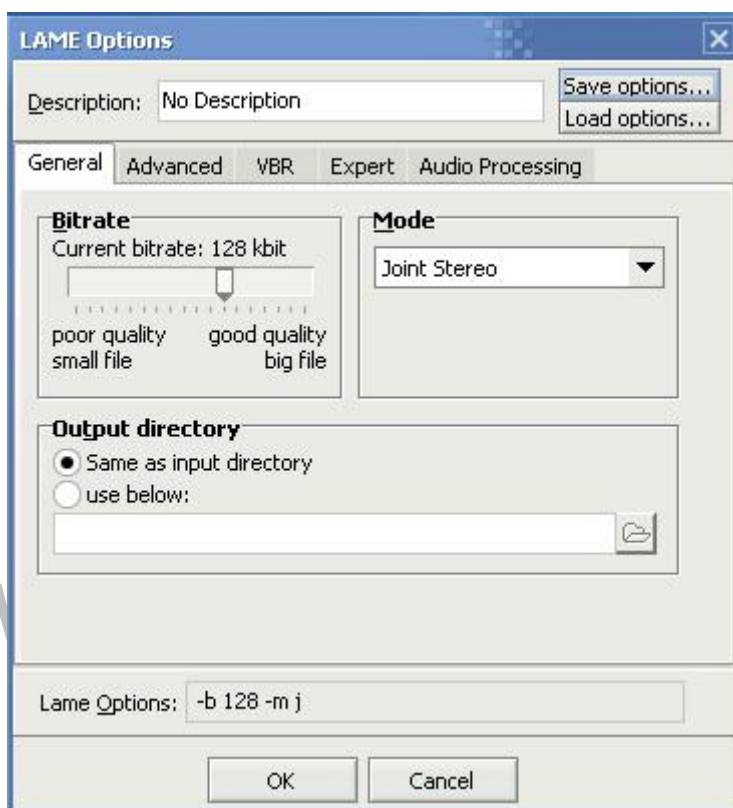 LAME Options
Description: No Description
Save options...
Load options...
General Advanced VBR Expert Audio Processing
Bitrate
Current bitrate: 128 kbit
poor quality good quality
small file big file
Mode
Joint Stereo
Output directory
Same as input directory
use below:
Lame Options: -b 128 -m j
OK Cancel